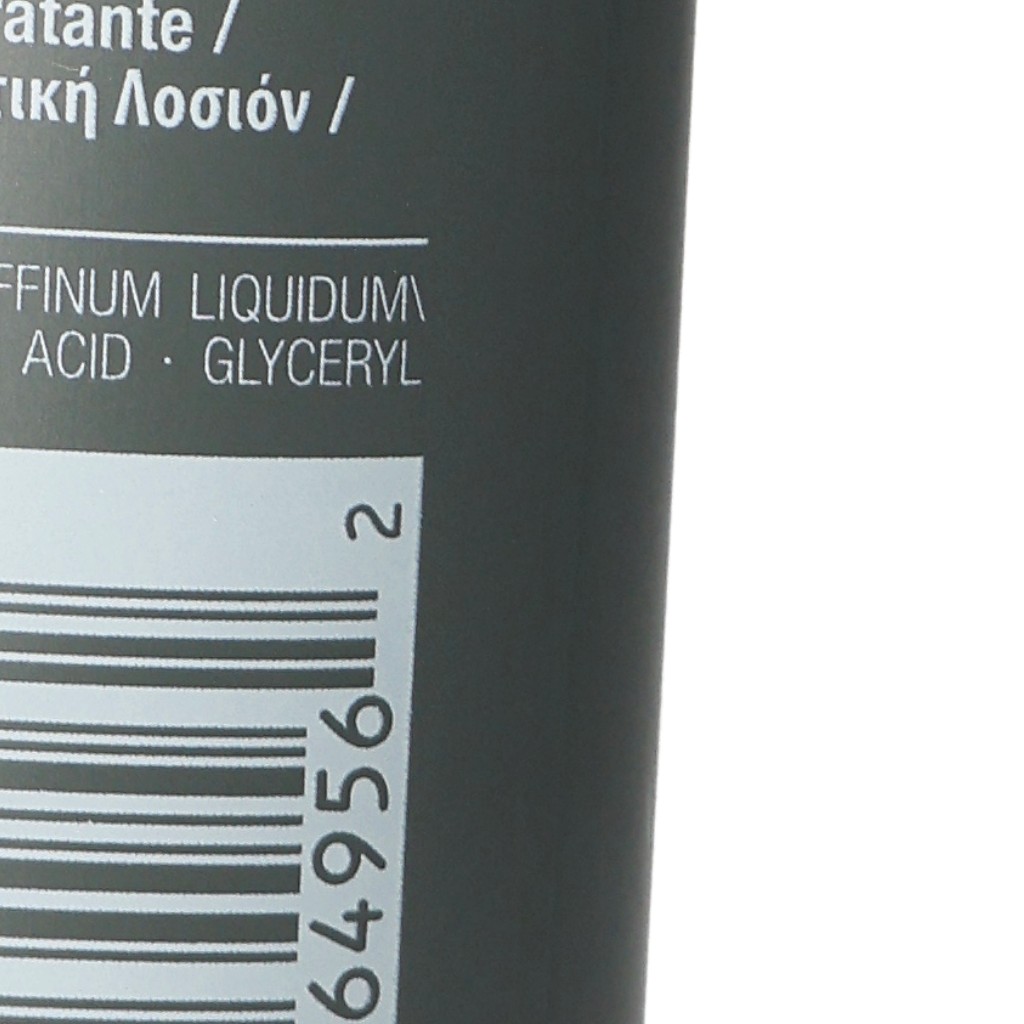 ratante /
τική Λοσιόν /
FFINUM LIQUIDUM\
ACID · GLYCERYL
2
64956